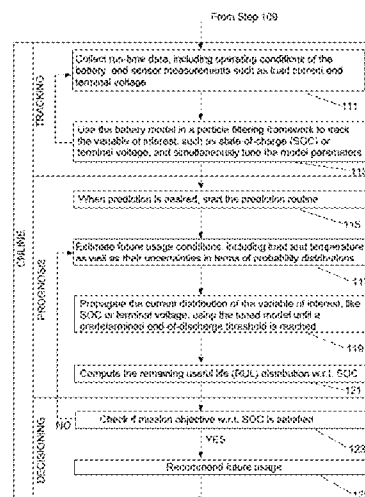 From Step 109
Collect run-time data, including operating conditions of the
battery and sensor measurements such as load current and
terminal voltage
111
Use the battery model in a particle filtering framework to track
the variable of interest, such as state-of-charge (SOC) or
terminal voltage, and simultaneously tune the model parameters
113
When prediction is desired, start the prediction routine
115
Estimate future usage conditions, including load and temperature
as well as their uncertainties in terms of probability distributions
Propagate the current distribution of the variable of interest, like
SOC or terminal voltage, using the tuned model until a
predetermined end-of-discharge threshold is reached
119
Compute the remaining useful life (RUL) distribution w.r.t. SOC
121
Check if mission objective w.r.t. SOC is satisfied
NO
YES
123
Recommend future usage
ONLINE
TRACKING
PROGNOSIS
DECISIONING